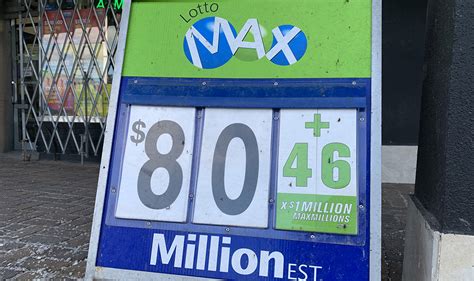 A M
Lotto
MAX
$80
+
46
X $1 MILLION
MAXMILLIONS
Million EST.